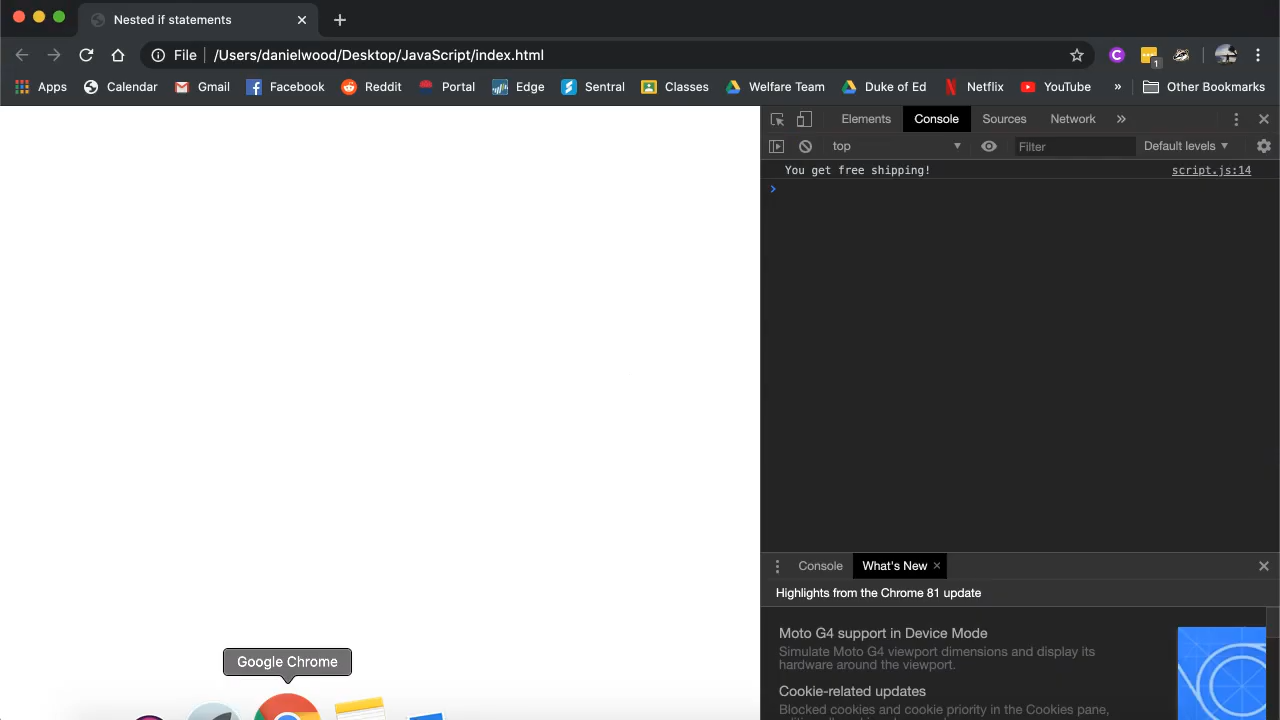 Nested if statements
File
/Users/danielwood/Desktop/JavaScript/index.html
1
Apps
Calendar
Gmail
Facebook
Reddit
Portal
Edge
Sentral
Classes
Welfare Team
Duke of Ed
Netflix
YouTube
»
Other Bookmarks
Elements
Console
Sources
Network
»
top
Filter
Default levels
You get free shipping!
script.js:14
Console
What's New
Highlights from the Chrome 81 update
Moto G4 support in Device Mode
Simulate Moto G4 viewport dimensions and display its
hardware around the viewport.
Cookie-related updates
Blocked cookies and cookie priority in the Cookies pane,
Google Chrome